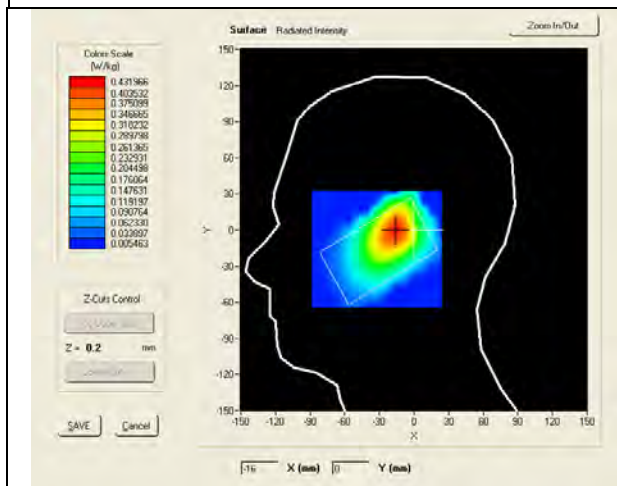 Surface Radiated Intensity
Zoom In/Out
Colors Scale
(W/kg)
0.431966
0.403532
0.375099
0.346665
0.318232
0.289798
0.261365
0.232931
0.204498
0.176064
0.147631
0.119197
0.090764
0.062330
0.033897
0.005463
150
120
90
60
30
0
-30
-60
-90
-120
-150
Y
-150 -120 -90 -60 -30 0 30 60 90 120 150
X
Z-Cuts Control
Z = 0.2 mm
SAVE Cancel
-16 X (mm) 0 Y (mm)